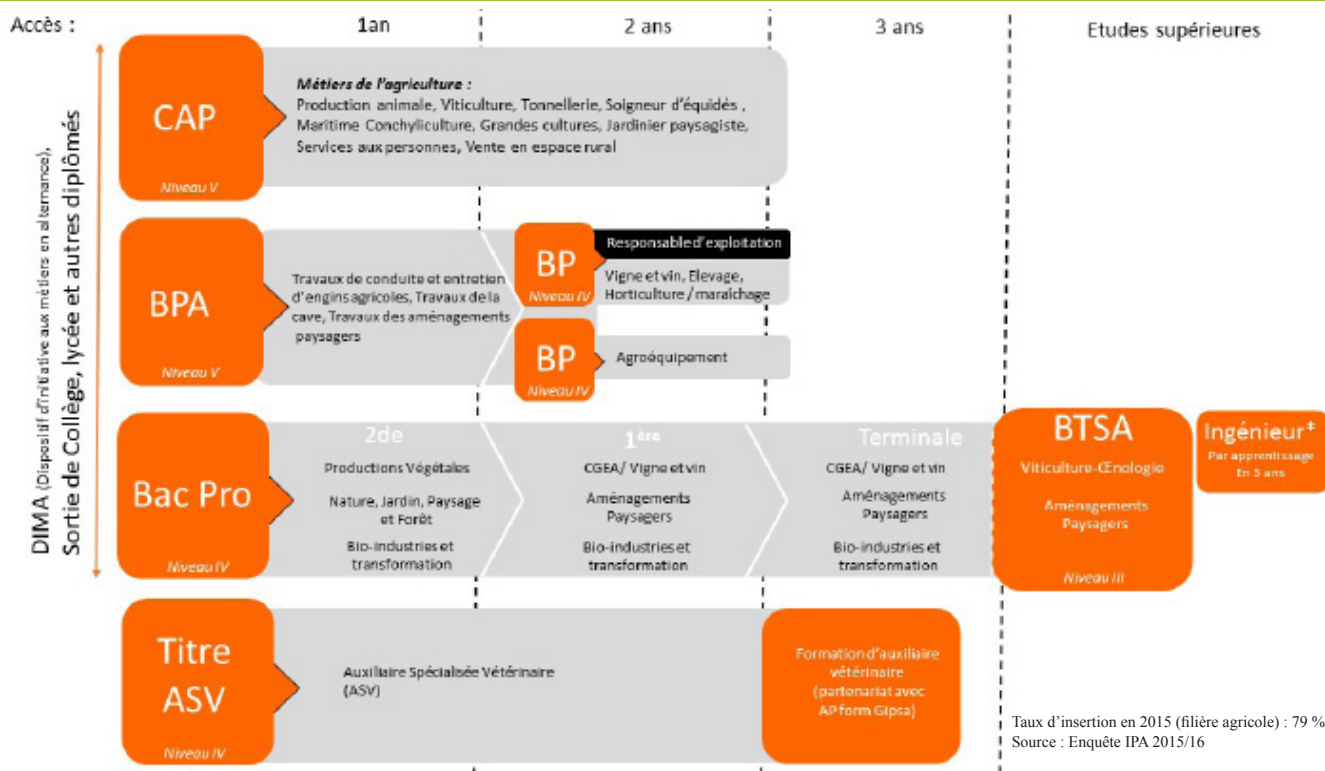 Accès :
1an
2 ans
3 ans
Etudes supérieures
DIMA (Dispositif d'initiative aux métiers en alternance),
Sortie de Collège, lycée et autres diplômés
CAP
Niveau V
Métiers de l'agriculture :
Production animale, Viticulture, Tonnellerie, Soigneur d'équidés ,
Maritime Conchyliculture, Grandes cultures, Jardinier paysagiste,
Services aux personnes, Vente en espace rural
BPA
Niveau V
Travaux de conduite et entretien
d'engins agricoles, Travaux de la
cave, Travaux des aménagements
paysagers
BP
Niveau IV
Responsable d'exploitation
Vigne et vin, Elevage,
Horticulture / maraîchage
BP
Niveau IV
Agroéquipement
Bac Pro
Niveau IV
2de
Productions Végétales
Nature, Jardin, Paysage
et Forêt
Bio-industries et
transformation
1ère
CGEA/ Vigne et vin
Aménagements
Paysagers
Bio-industries et
transformation
Terminale
CGEA/ Vigne et vin
Aménagements
Paysagers
Bio-industries et
transformation
BTSA
Viticulture-Œnologie
Aménagements
Paysagers
Niveau III
Ingénieur*
Par apprentissage
En 3 ans
Titre
ASV
Niveau IV
Auxiliaire Spécialisée Vétérinaire
(ASV)
Formation d'auxiliaire
vétérinaire
(partenariat avec
AP form Gipsa)
Taux d'insertion en 2015 (filière agricole) : 79 %
Source : Enquête IPA 2015/16